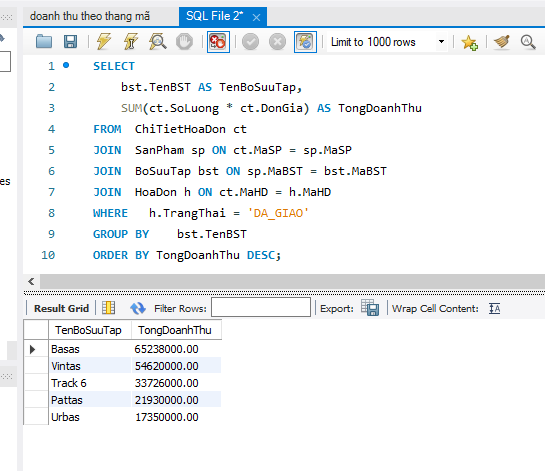 doanh thu theo thang mã
SQL File 2*
Limit to 1000 rows
1 SELECT
2 bst.TenBST AS TenBoSuuTap,
3 SUM(ct.SoLuong * ct.DonGia) AS TongDoanhThu
4 FROM ChiTietHoaDon ct
5 JOIN SanPham sp ON ct.MaSP = sp.MaSP
6 JOIN BoSuuTap bst ON sp.MaBST = bst.MaBST
7 JOIN HoaDon h ON ct.MaHD = h.MaHD
8 WHERE h.TrangThai = 'DA_GIAO'
9 GROUP BY bst.TenBST
10 ORDER BY TongDoanhThu DESC;
es
Result Grid Filter Rows: Export: Wrap Cell Content:
TenBoSuuTap TongDoanhThu
Basas 65238000.00
Vintas 54620000.00
Track 6 33726000.00
Pattas 21930000.00
Urbas 17350000.00